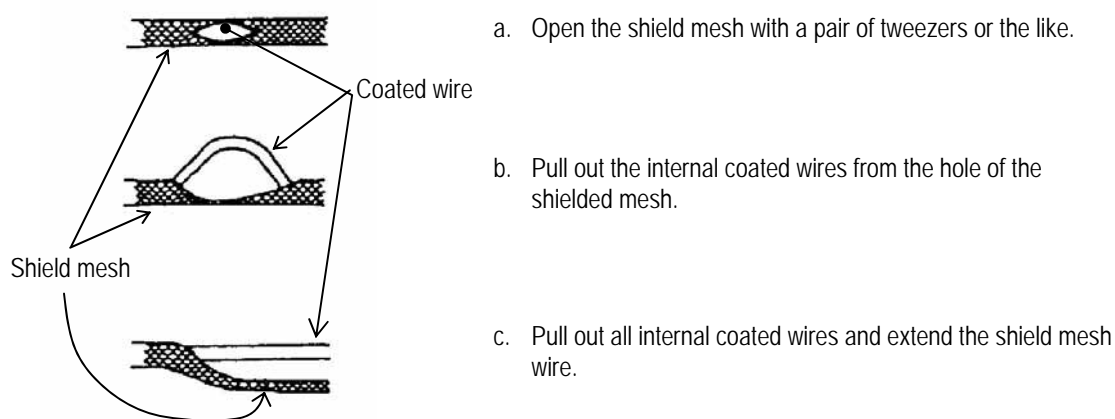 a. Open the shield mesh with a pair of tweezers or the like.
Coated wire
b. Pull out the internal coated wires from the hole of the
shielded mesh.
Shield mesh
c. Pull out all internal coated wires and extend the shield mesh
wire.